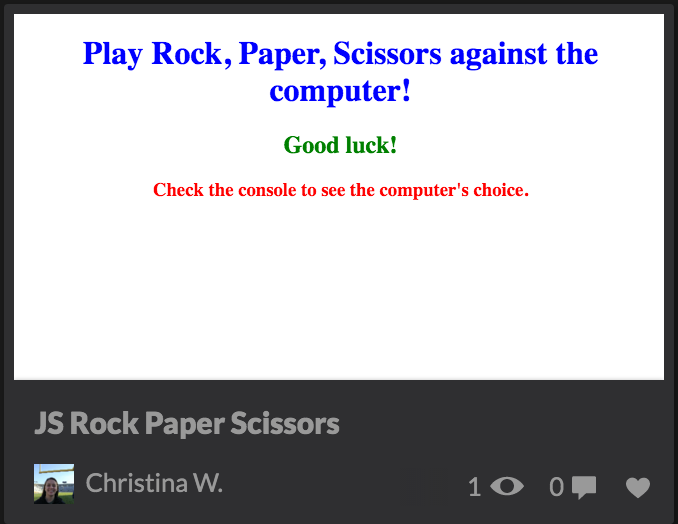 Play Rock, Paper, Scissors against the
computer!
Good luck!
Check the console to see the computer's choice.
JS Rock Paper Scissors
Christina W.
1
0